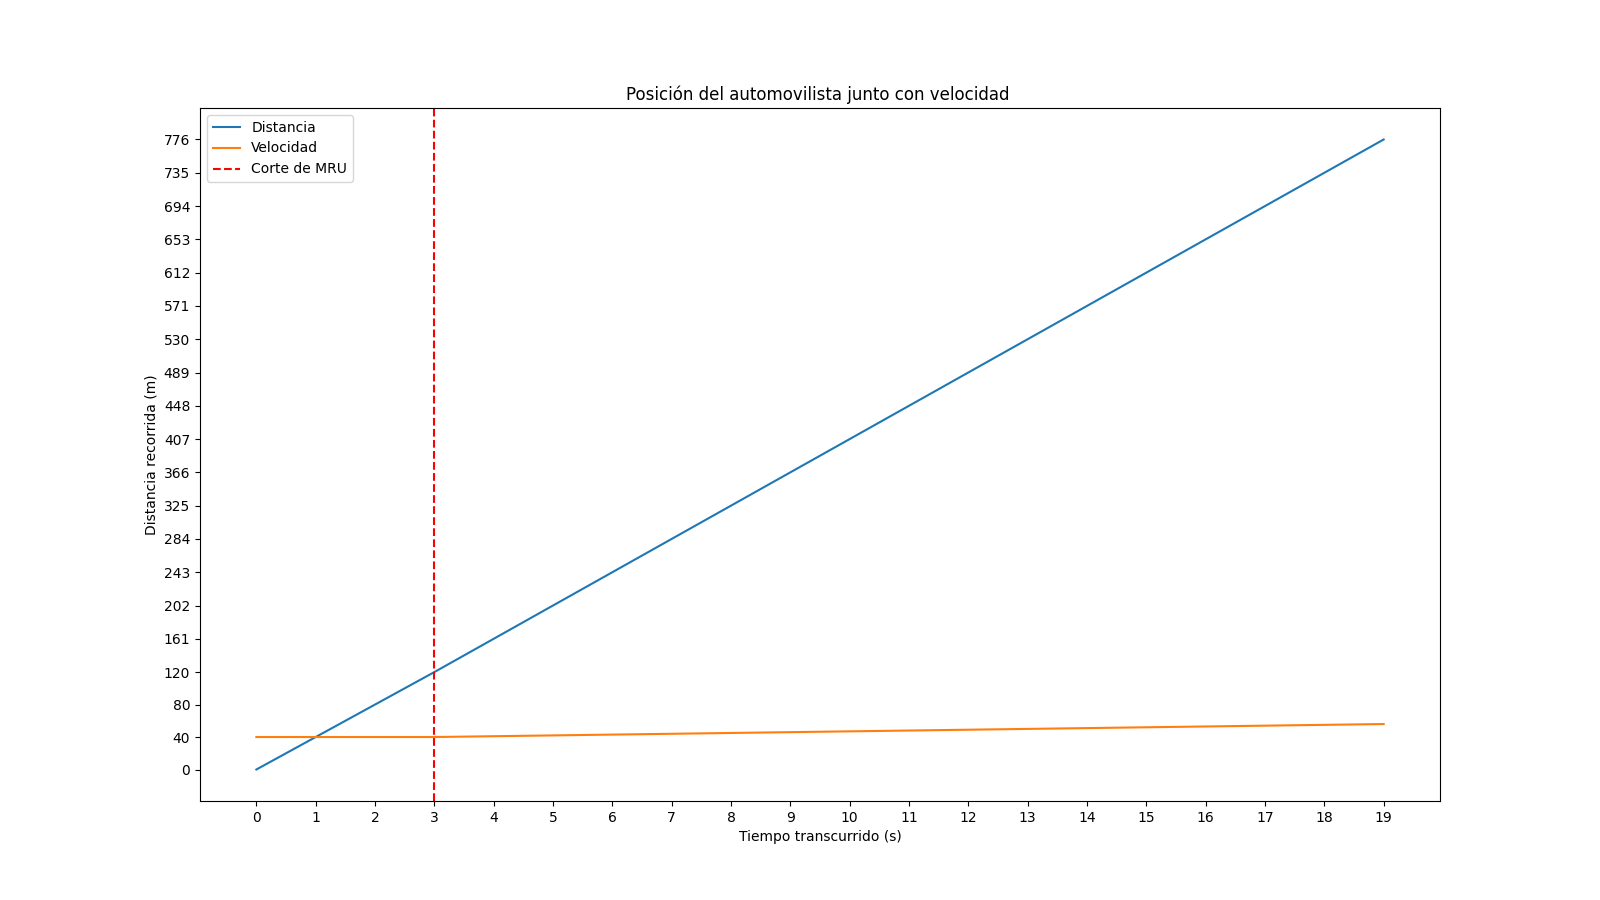 Posición del automovilista junto con velocidad
Distancia
Velocidad
Corte de MRU
776
735
694
653
612
571
530
489
448
407
366
325
284
243
202
161
120
80
40
0
Distancia recorrida (m)
0 1 2 3 4 5 6 7 8 9 10 11 12 13 14 15 16 17 18 19
Tiempo transcurrido (s)